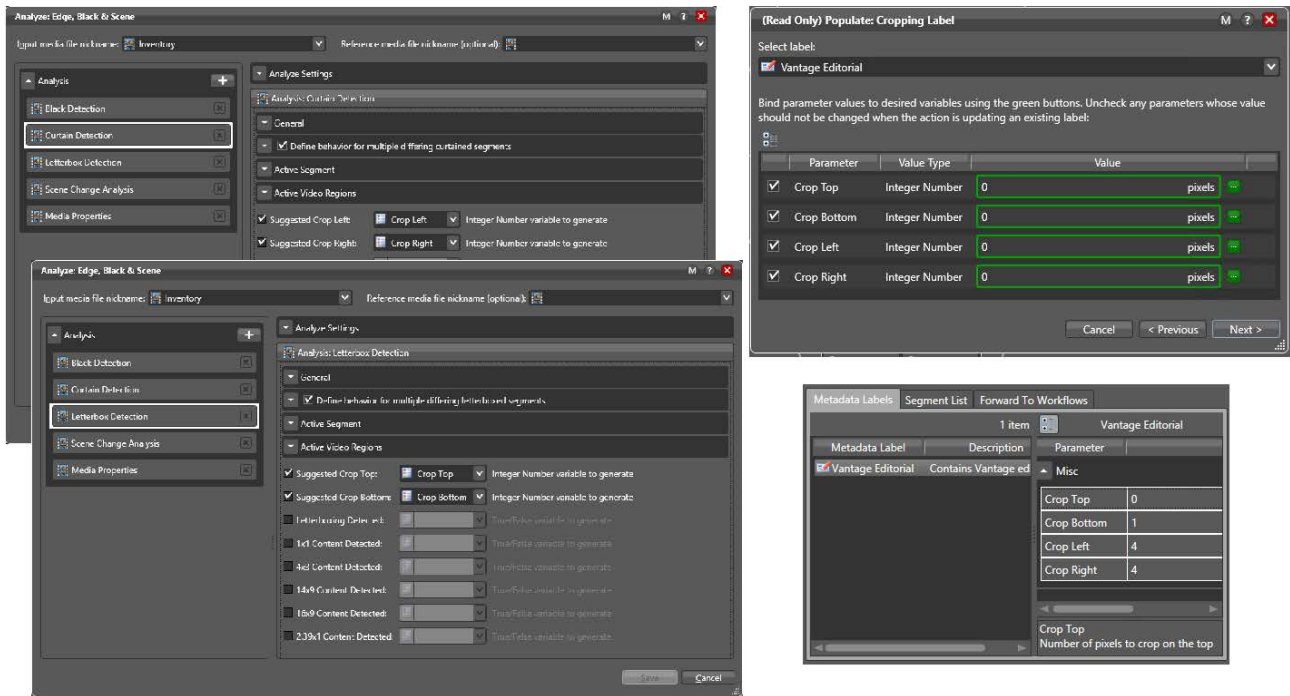 Analyze: Edge, Black & Scene
M ? X
Input media file nickname: Inventory
Reference media file nickname (optional):
Analysis
+
Black Detection
Curtain Detection
Letterbox Detection
Scene Change Analysis
Media Properties
Analyze Settings
Analysis: Curtain Detection
General
Define behavior for multiple differing curtained segments
Active Segment
Active Video Regions
Suggested Crop Left: Crop Left Integer Number variable to generate
Suggested Crop Right: Crop Right Integer Number variable to generate
Analyze: Edge, Black & Scene
M ? X
Input media file nickname: Inventory
Reference media file nickname (optional):
Analysis
+
Black Detection
Curtain Detection
Letterbox Detection
Scene Change Analysis
Media Properties
Analyze Settings
Analysis: Letterbox Detection
General
Define behavior for multiple differing letterboxed segments
Active Segment
Active Video Regions
Suggested Crop Top: Crop Top Integer Number variable to generate
Suggested Crop Bottom: Crop Bottom Integer Number variable to generate
Letterboxing Detected: True/False variable to generate
1x1 Content Detected: True/False variable to generate
4x3 Content Detected: True/False variable to generate
14x9 Content Detected: True/False variable to generate
16x9 Content Detected: True/False variable to generate
2.39x1 Content Detected: True/False variable to generate
Save Cancel
(Read Only) Populate: Cropping Label
M ? X
Select label:
Vantage Editorial
Bind parameter values to desired variables using the green buttons. Uncheck any parameters whose value
should not be changed when the action is updating an existing label:
Parameter Value Type Value
Crop Top Integer Number 0 pixels
Crop Bottom Integer Number 0 pixels
Crop Left Integer Number 0 pixels
Crop Right Integer Number 0 pixels
Cancel < Previous Next >
Metadata Labels Segment List Forward To Workflows
1 item Vantage Editorial
Metadata Label Description Parameter
Vantage Editorial Contains Vantage ed
Misc
Crop Top 0
Crop Bottom 1
Crop Left 4
Crop Right 4
Crop Top
Number of pixels to crop on the top